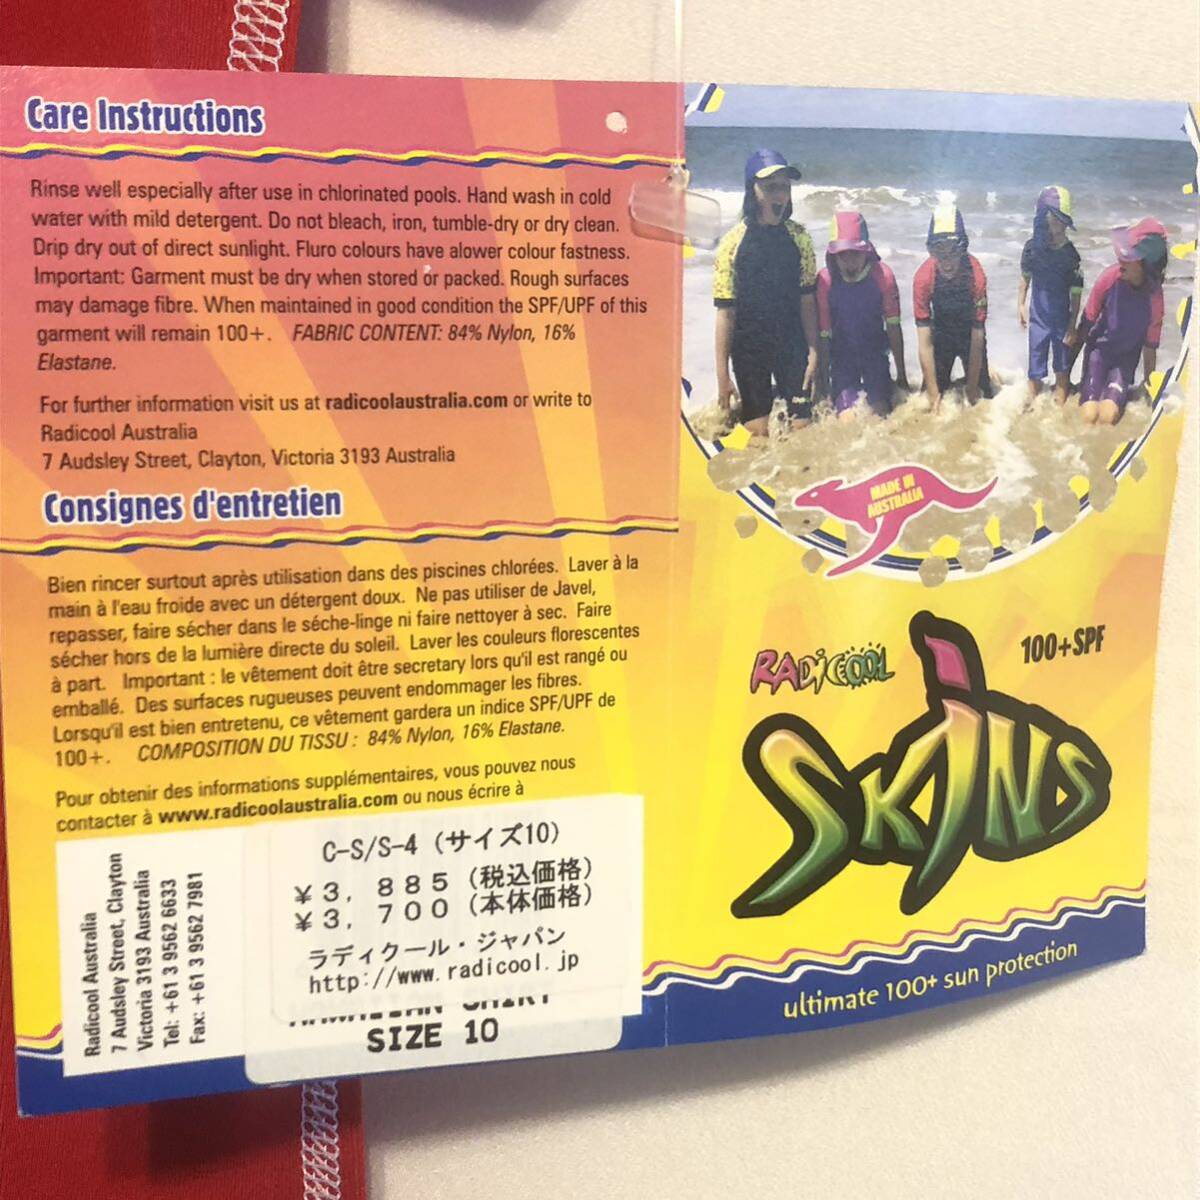 Care Instructions
Rinse well especially after use in chlorinated pools. Hand wash in cold
water with mild detergent. Do not bleach, iron, tumble-dry or dry clean.
Drip dry out of direct sunlight. Fluro colours have alower colour fastness.
Important: Garment must be dry when stored or packed. Rough surfaces
may damage fibre. When maintained in good condition the SPF/UPF of this
garment will remain 100+. FABRIC CONTENT: 84% Nylon, 16%
Elastane.
For further information visit us at radicoolaustralia.com or write to
Radicool Australia
7 Audsley Street, Clayton, Victoria 3193 Australia
Consignes d'entretien
Bien rincer surtout après utilisation dans des piscines chlorées. Laver à la
main à l'eau froide avec un détergent doux. Ne pas utiliser de Javel,
repasser, faire sécher dans le séche-linge ni faire nettoyer à sec. Faire
sécher hors de la lumière directe du soleil. Laver les couleurs florescentes
à part. Important : le vêtement doit être secretary lors qu'il est rangé ou
emballé. Des surfaces rugueuses peuvent endommager les fibres.
Lorsqu'il est bien entretenu, ce vêtement gardera un indice SPF/UPF de
100+. COMPOSITION DU TISSU : 84% Nylon, 16% Elastane.
Pour obtenir des informations supplémentaires, vous pouvez nous
contacter à www.radicoolaustralia.com ou nous écrire à
Radicool Australia
7 Audsley Street, Clayton
Victoria 3193 Australia
Tel: +61 3 9562 6633
Fax: +61 3 9562 7981
C-S/S-4 (サイズ10)
¥3,885(税込価格)
¥3,700(本体価格)
ラディクール・ジャパン
http://www.radicool.jp
SIZE 10
MADE IN
AUSTRALIA
RADiCOOL
100+SPF
SKiNS
ultimate 100+ sun protection